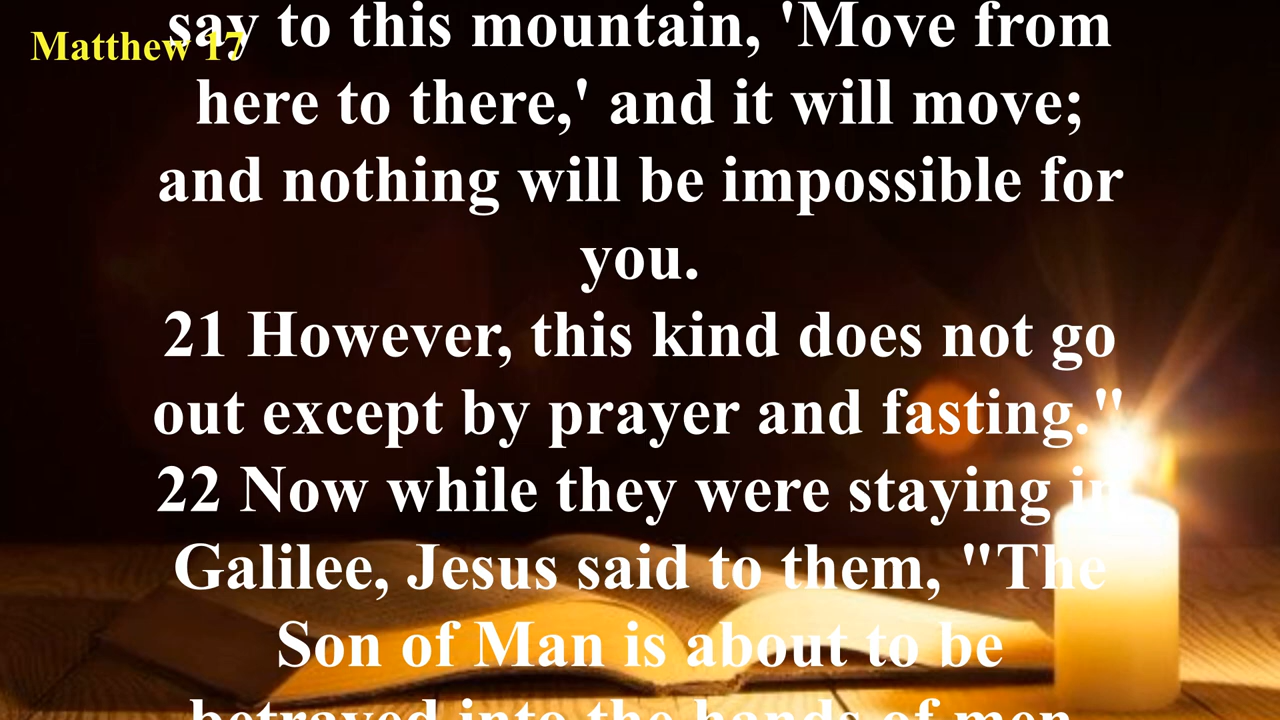 Matthew 17
say to this mountain, 'Move from
here to there,' and it will move;
and nothing will be impossible for
you.
21 However, this kind does not go
out except by prayer and fasting."
22 Now while they were staying in
Galilee, Jesus said to them, "The
Son of Man is about to be
betrayed into the hands of men,